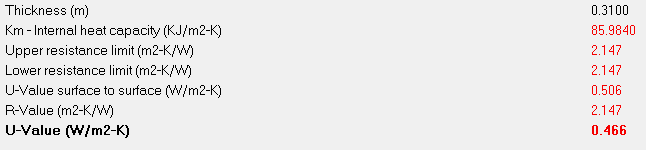 Thickness (m) 0.3100
Km - Internal heat capacity (KJ/m2-K) 85.9840
Upper resistance limit (m2-K/W) 2.147
Lower resistance limit (m2-K/W) 2.147
U-Value surface to surface (W/m2-K) 0.506
R-Value (m2-K/W) 2.147
U-Value (W/m2-K) 0.466